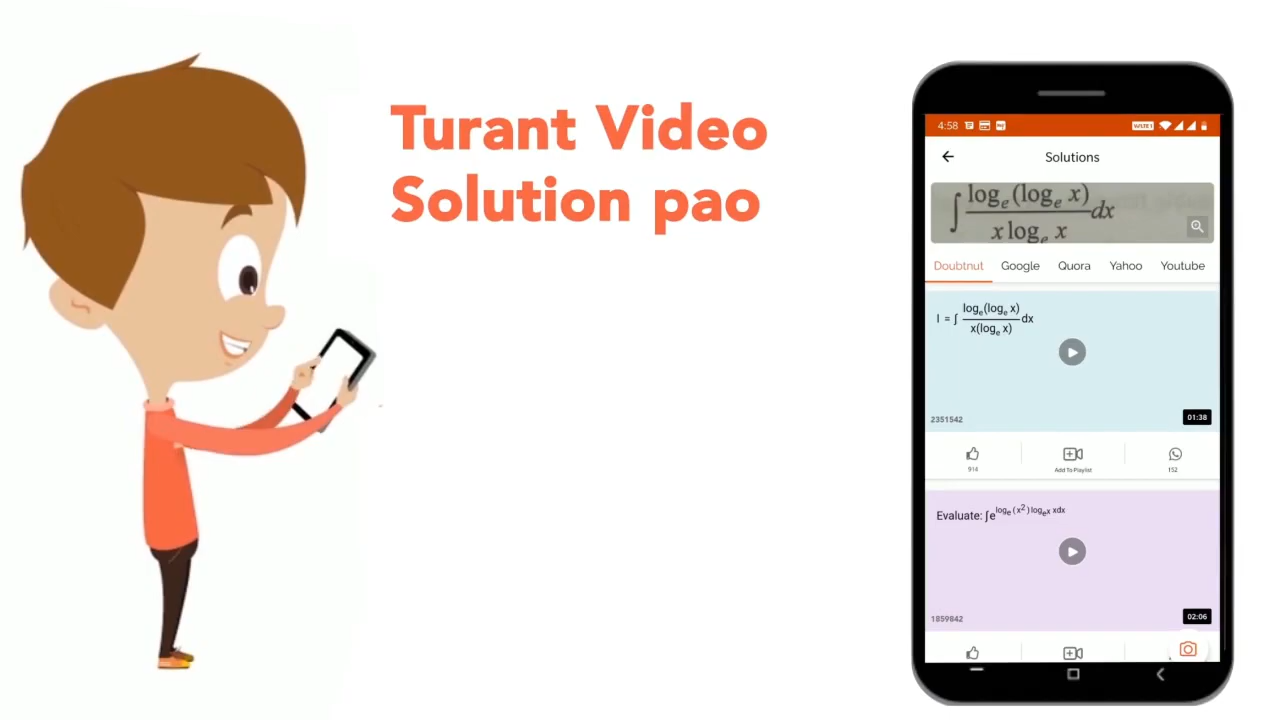 Turant Video
Solution pao
4:58
Solutions
∫ logₑ(logₑ x) / x logₑ x dx
Doubtnut Google Quora Yahoo Youtube
I = ∫ logₑ(logₑ x) / x(logₑ x) dx
2351542 01:38
914 Add To Playlist 152
Evaluate: ∫e^logₑ(x²)logₑx xdx
1859842 02:06